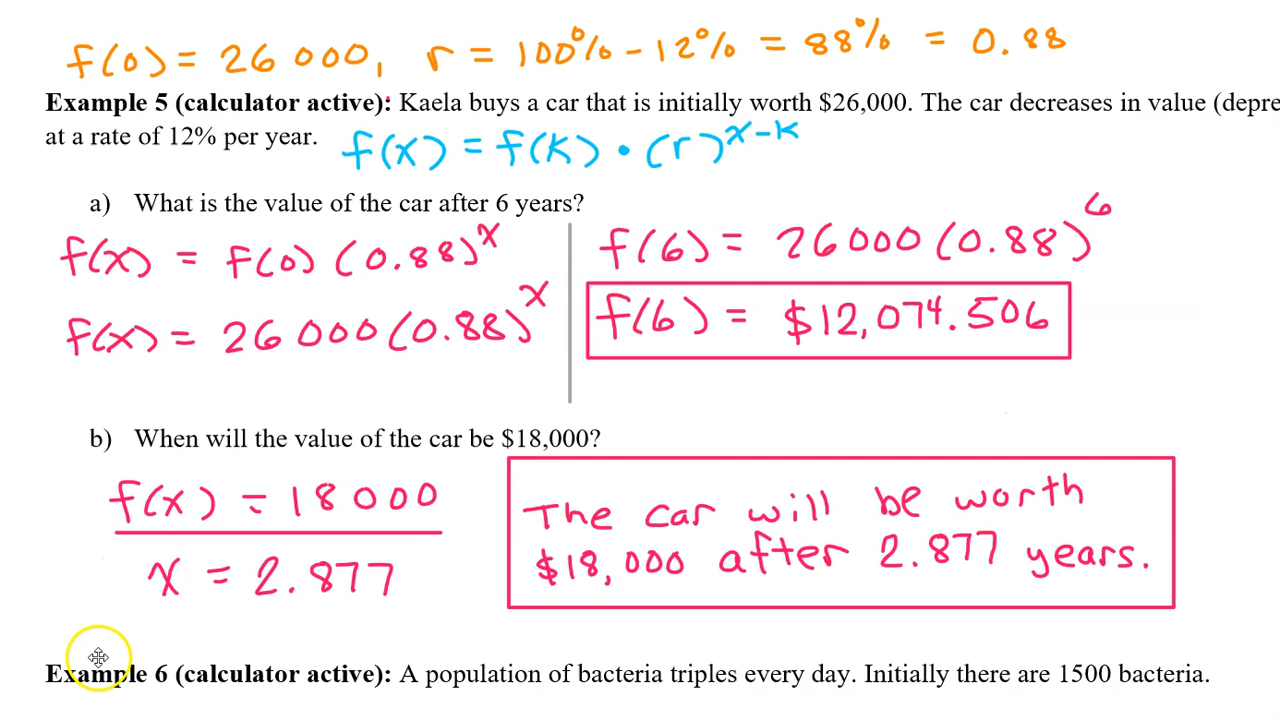 f(0) = 26 000, r = 100% - 12% = 88% = 0.88
Example 5 (calculator active): Kaela buys a car that is initially worth $26,000. The car decreases in value (depre
at a rate of 12% per year. f(x) = f(k) • (r)^{x-k}
a) What is the value of the car after 6 years?
f(x) = f(0) (0.88)^x
f(x) = 26 000 (0.88)^x
f(6) = 26 000 (0.88)^6
f(6) = $12,074.506
b) When will the value of the car be $18,000?
f(x) = 18 000
x = 2.877
The car will be worth
$18,000 after 2.877 years.
Example 6 (calculator active): A population of bacteria triples every day. Initially there are 1500 bacteria.